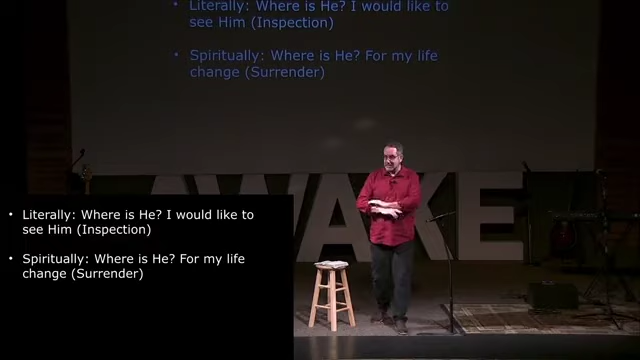 • Literally: Where is He? I would like to
see Him (Inspection)
• Spiritually: Where is He? For my life
change (Surrender)
AWAKE
• Literally: Where is He? I would like to
see Him (Inspection)
• Spiritually: Where is He? For my life
change (Surrender)